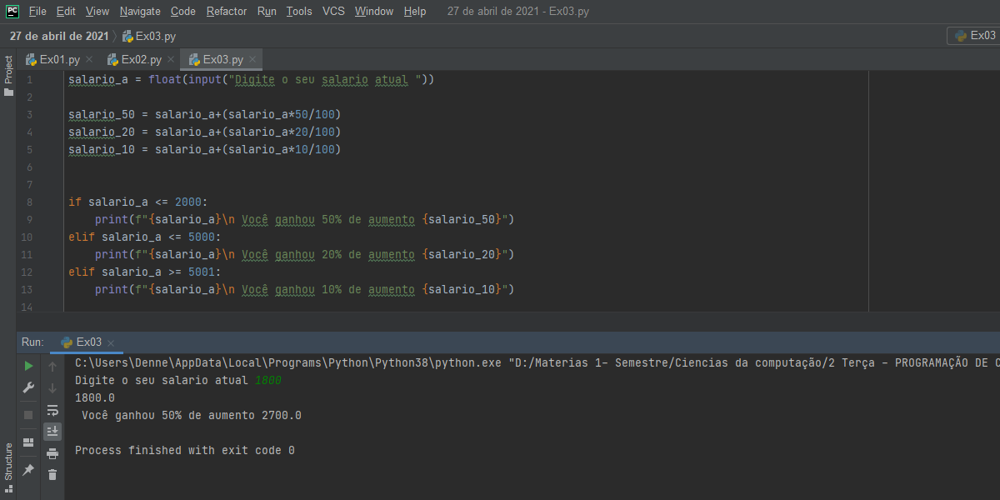 PC File Edit View Navigate Code Refactor Run Tools VCS Window Help 27 de abril de 2021 - Ex03.py
27 de abril de 2021 Ex03.py Ex03
Project
Ex01.py Ex02.py Ex03.py
1 salario_a = float(input("Digite o seu salario atual "))
2
3 salario_50 = salario_a+(salario_a*50/100)
4 salario_20 = salario_a+(salario_a*20/100)
5 salario_10 = salario_a+(salario_a*10/100)
6
7
8 if salario_a <= 2000:
9     print(f"{salario_a}\n Você ganhou 50% de aumento {salario_50}")
10 elif salario_a <= 5000:
11     print(f"{salario_a}\n Você ganhou 20% de aumento {salario_20}")
12 elif salario_a >= 5001:
13     print(f"{salario_a}\n Você ganhou 10% de aumento {salario_10}")
14
Run: Ex03
C:\Users\Denne\AppData\Local\Programs\Python\Python38\python.exe "D:/Materias 1- Semestre/Ciencias da computação/2 Terça - PROGRAMAÇÃO DE C
Digite o seu salario atual 1800
1800.0
 Você ganhou 50% de aumento 2700.0
Process finished with exit code 0
Structure